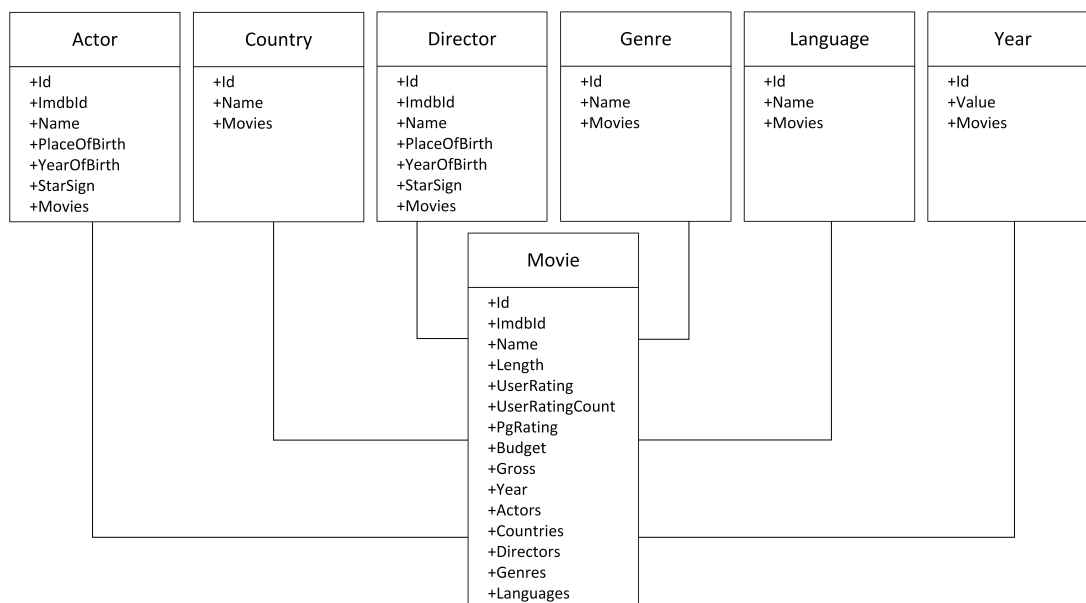 Actor
+Id
+ImdbId
+Name
+PlaceOfBirth
+YearOfBirth
+StarSign
+Movies
Country
+Id
+Name
+Movies
Director
+Id
+ImdbId
+Name
+PlaceOfBirth
+YearOfBirth
+StarSign
+Movies
Genre
+Id
+Name
+Movies
Language
+Id
+Name
+Movies
Year
+Id
+Value
+Movies
Movie
+Id
+ImdbId
+Name
+Length
+UserRating
+UserRatingCount
+PgRating
+Budget
+Gross
+Year
+Actors
+Countries
+Directors
+Genres
+Languages